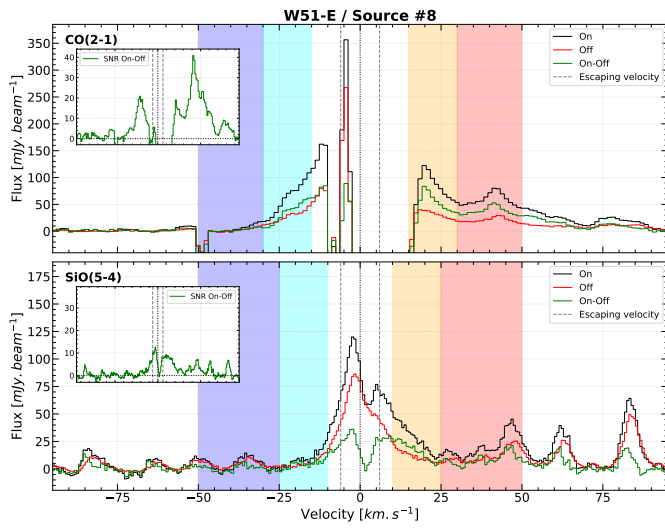 W51-E / Source #8
CO(2-1)
SNR On-Off
40
30
20
10
0
On
Off
On-Off
Escaping velocity
350
300
250
200
150
100
50
0
Flux [mJy.beam⁻¹]
SiO(5-4)
SNR On-Off
30
20
10
0
On
Off
On-Off
Escaping velocity
175
150
125
100
75
50
25
0
Flux [mJy.beam⁻¹]
−75 −50 −25 0 25 50 75
Velocity [km.s⁻¹]